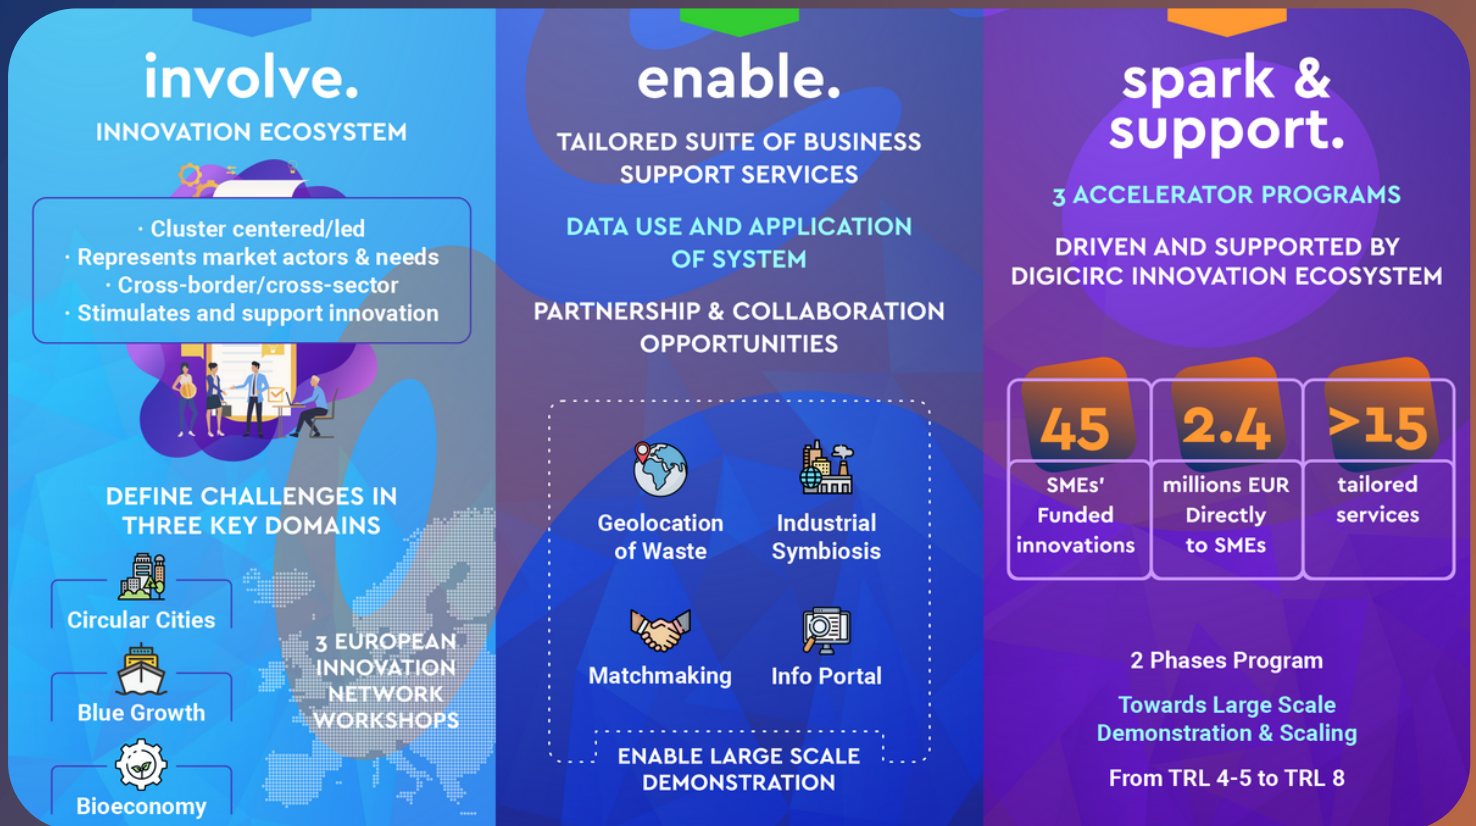 involve.
INNOVATION ECOSYSTEM
· Cluster centered/led
· Represents market actors & needs
· Cross-border/cross-sector
· Stimulates and support innovation
DEFINE CHALLENGES IN
THREE KEY DOMAINS
Circular Cities
Blue Growth
Bioeconomy
3 EUROPEAN
INNOVATION
NETWORK
WORKSHOPS
enable.
TAILORED SUITE OF BUSINESS
SUPPORT SERVICES
DATA USE AND APPLICATION
OF SYSTEM
PARTNERSHIP & COLLABORATION
OPPORTUNITIES
Geolocation
of Waste
Industrial
Symbiosis
Matchmaking
Info Portal
ENABLE LARGE SCALE
DEMONSTRATION
spark &
support.
3 ACCELERATOR PROGRAMS
DRIVEN AND SUPPORTED BY
DIGICIRC INNOVATION ECOSYSTEM
45
SMEs'
Funded
innovations
2.4
millions EUR
Directly
to SMEs
>15
tailored
services
2 Phases Program
Towards Large Scale
Demonstration & Scaling
From TRL 4-5 to TRL 8